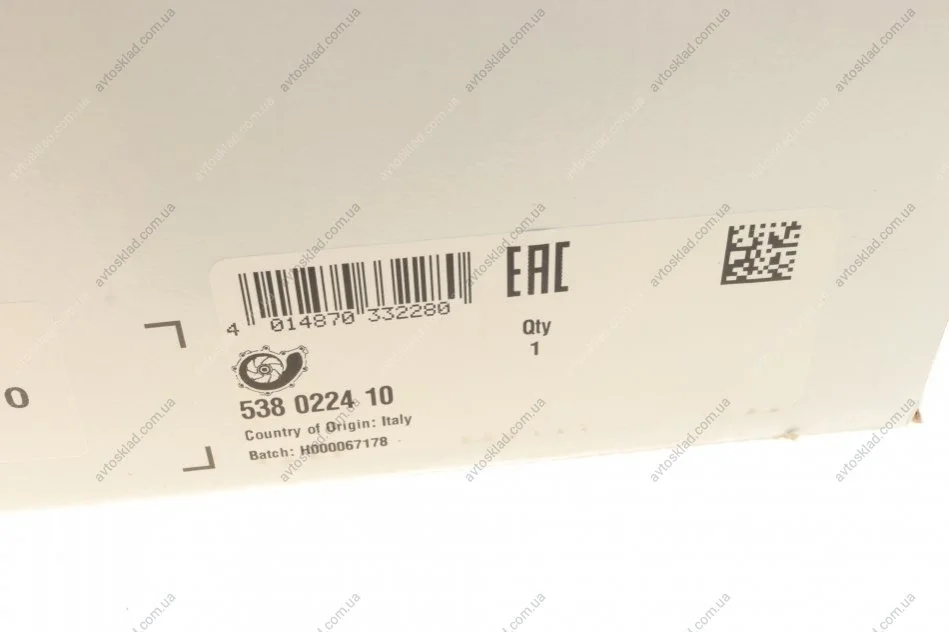 EAC
4 014870 332280
Qty
1
0
538 0224 10
Country of Origin: Italy
Batch: H000067178
avtosklad.com.ua